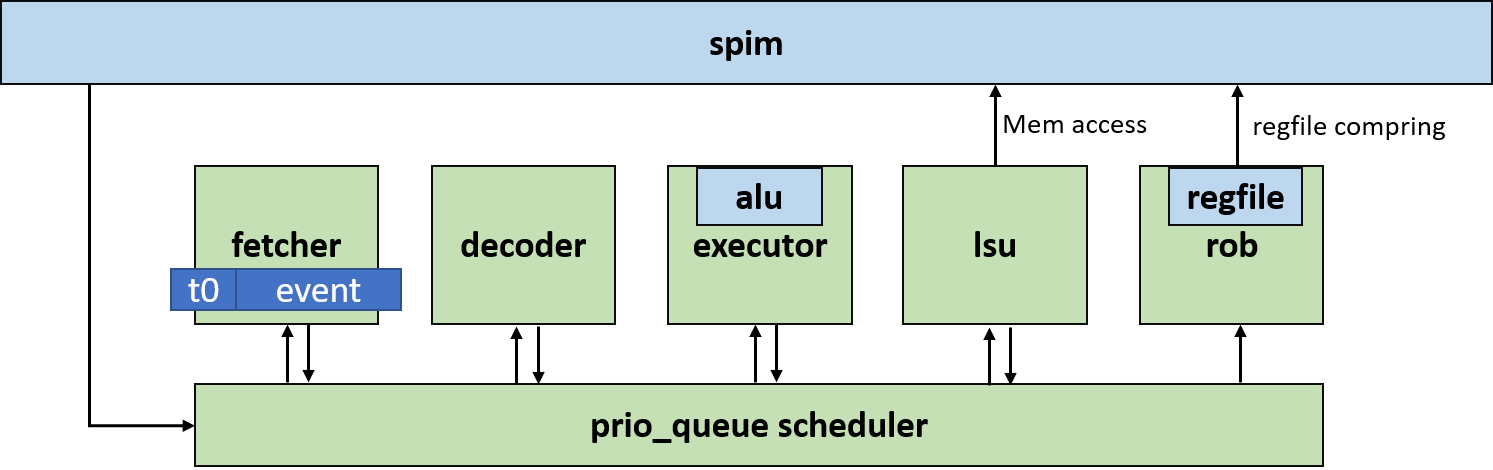 spim
Mem access
regfile compring
alu
regfile
fetcher
decoder
executor
lsu
rob
t0
event
prio_queue scheduler